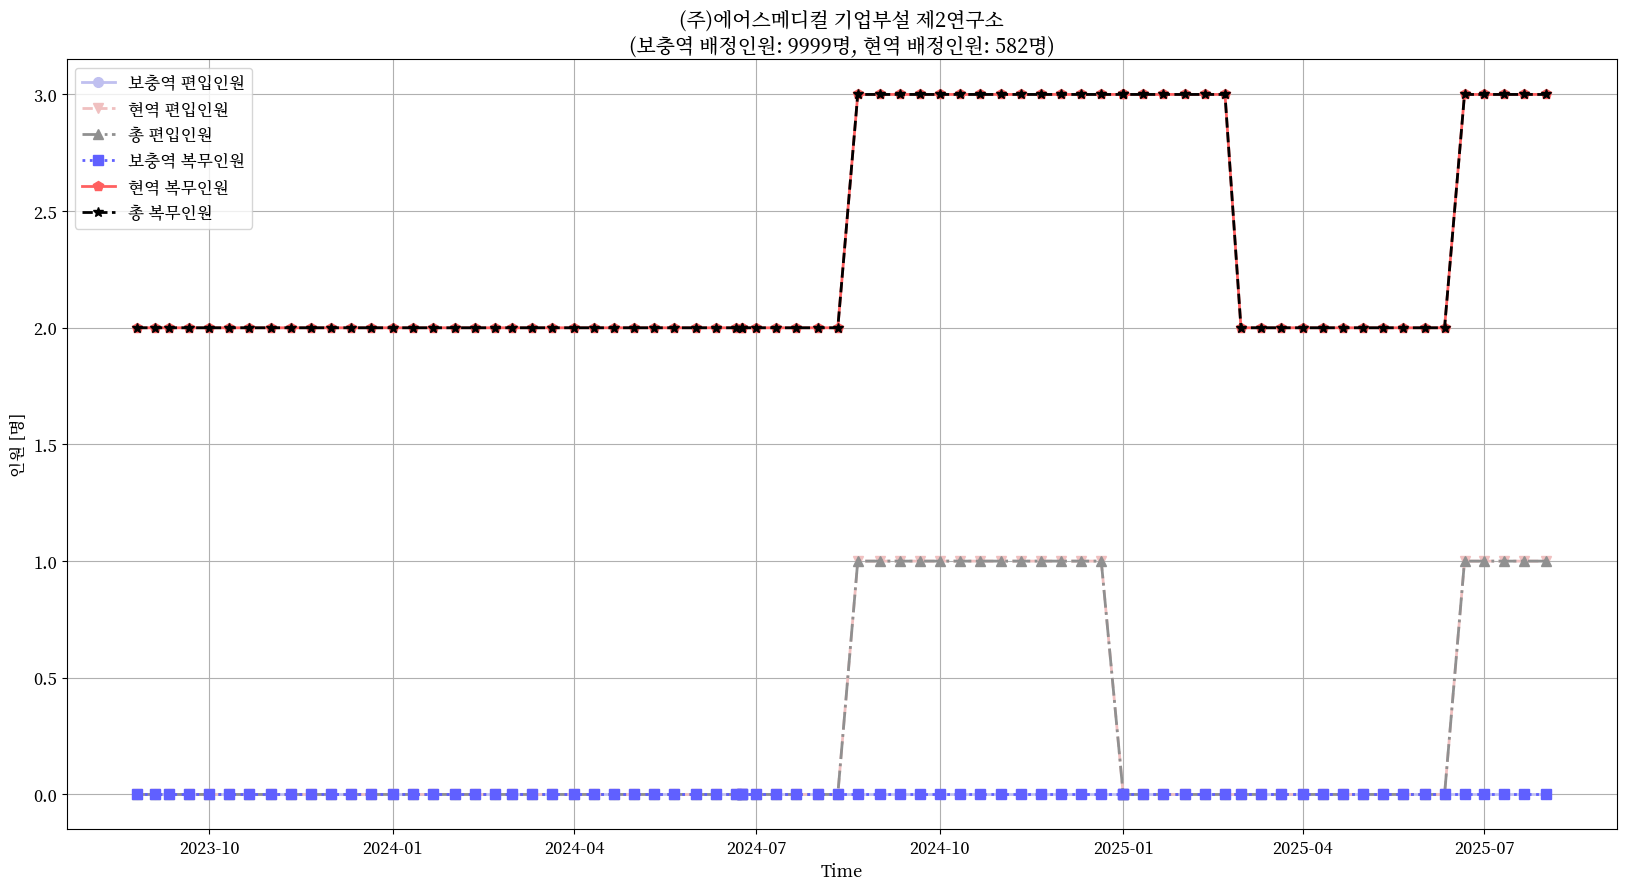 (주)에어스메디컬 기업부설 제2연구소
(보충역 배정인원: 9999명, 현역 배정인원: 582명)
보충역 편입인원
현역 편입인원
총 편입인원
보충역 복무인원
현역 복무인원
총 복무인원
3.0
2.5
2.0
1.5
1.0
0.5
0.0
인원 [명]
2023-10
2024-01
2024-04
2024-07
2024-10
2025-01
2025-04
2025-07
Time